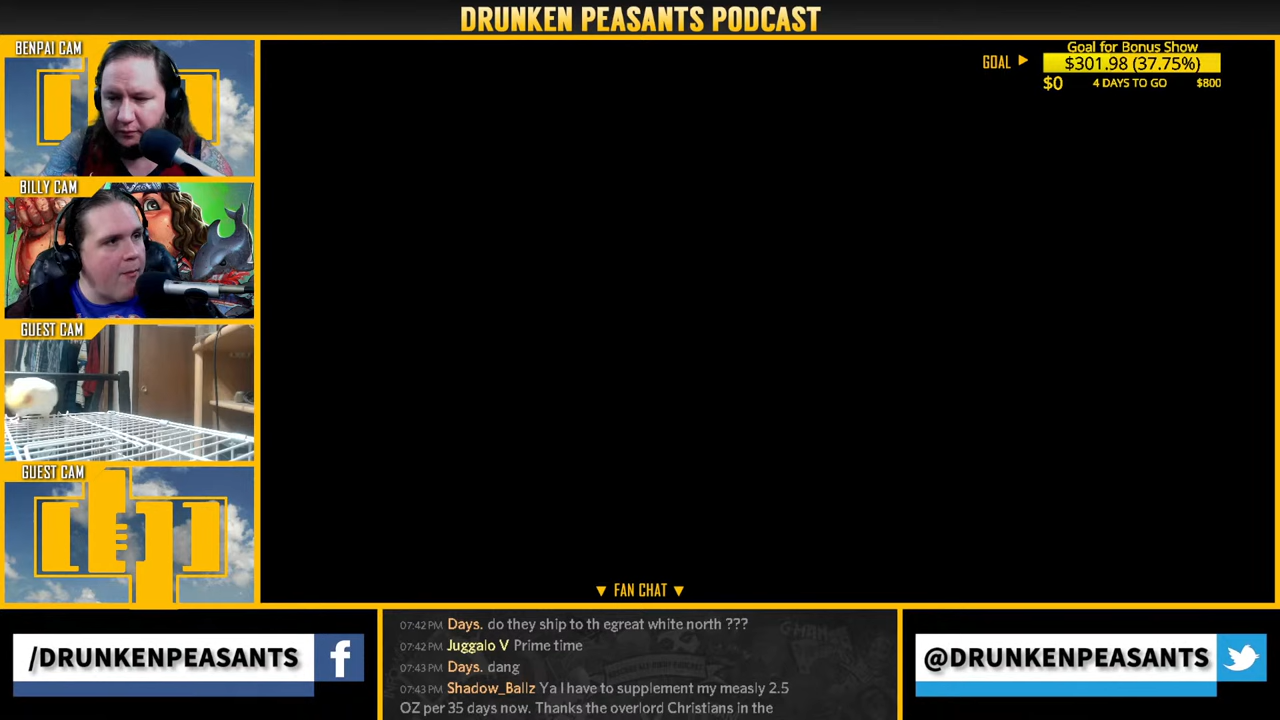 DRUNKEN PEASANTS PODCAST
BENPAI CAM
BILLY CAM
GUEST CAM
GUEST CAM
GOAL ▶
Goal for Bonus Show
$301.98 (37.75%)
$0 4 DAYS TO GO $800
▼ FAN CHAT ▼
07:42 PM Days. do they ship to th egreat white north ???
07:42 PM Juggalo V Prime time
07:43 PM Days. dang
07:43 PM Shadow_Ballz Ya I have to supplement my measly 2.5
OZ per 35 days now. Thanks the overlord Christians in the
/DRUNKENPEASANTS f
@DRUNKENPEASANTS